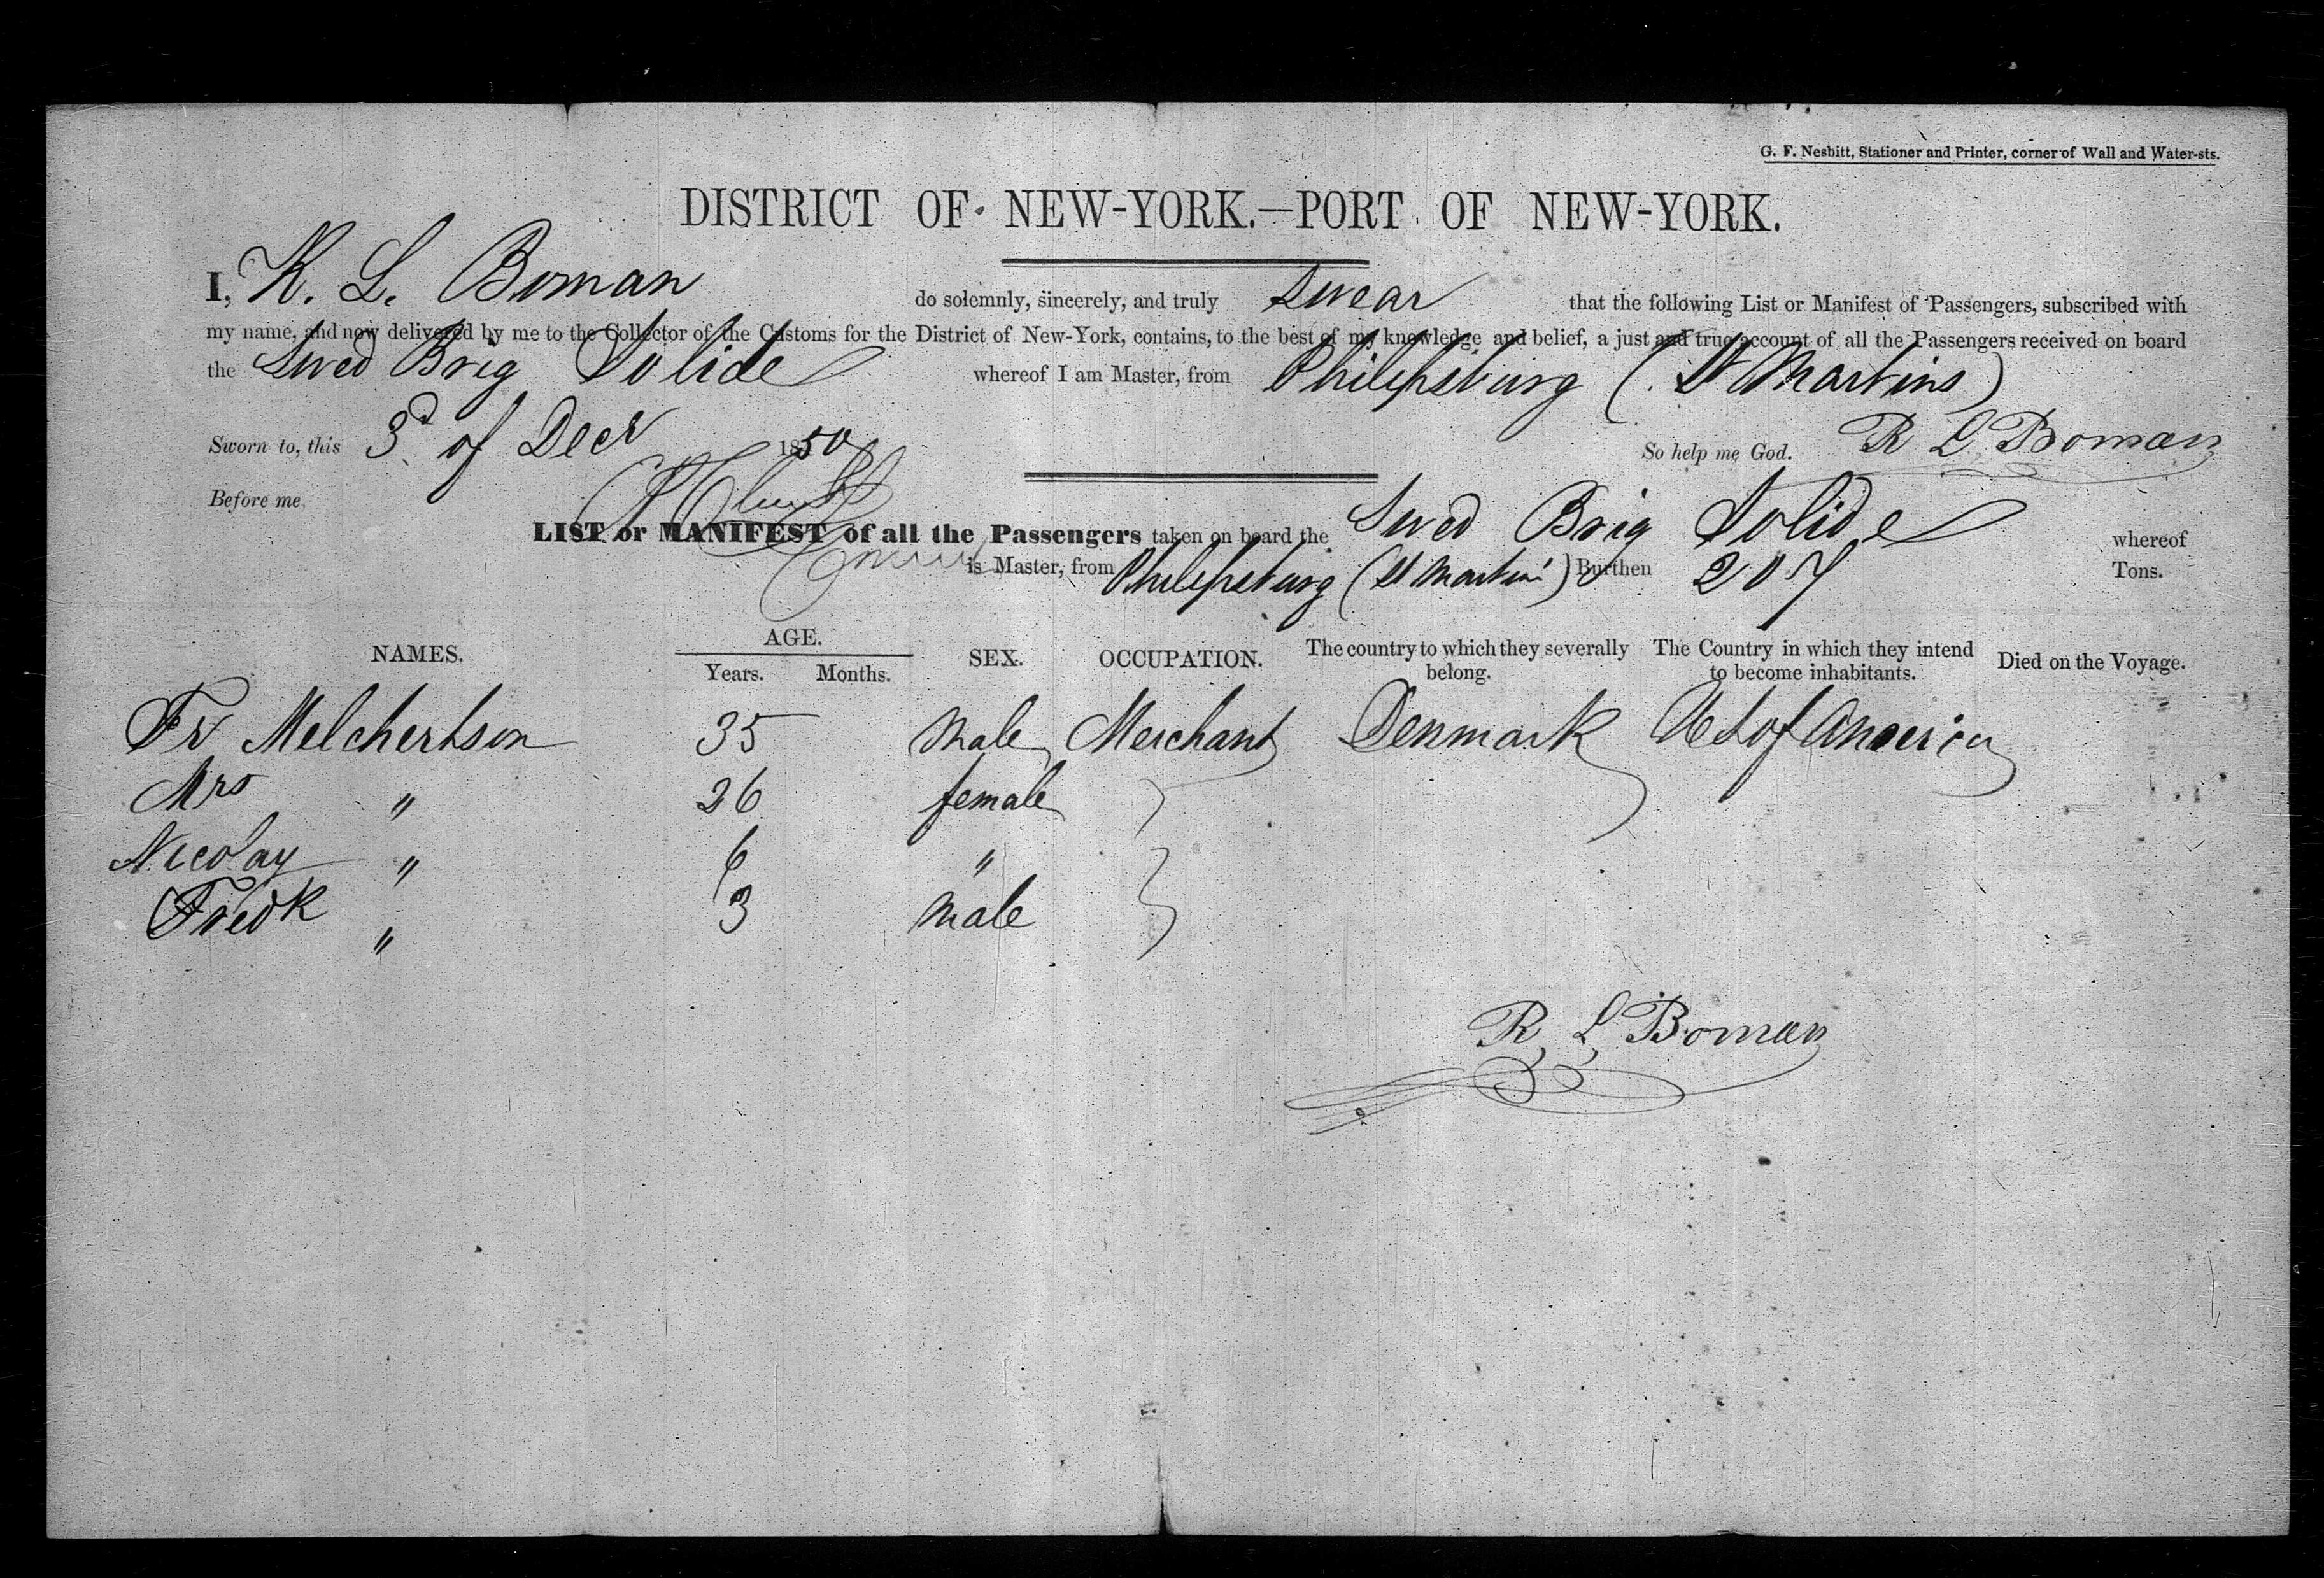 G. F. Nesbitt, Stationer and Printer, corner of Wall and Water-sts.
DISTRICT OF NEW-YORK.—PORT OF NEW-YORK.
I, K. L. Boman do solemnly, sincerely, and truly swear that the following List or Manifest of Passengers, subscribed with
my name, and now delivered by me to the Collector of the Customs for the District of New-York, contains, to the best of my knowledge and belief, a just and true account of all the Passengers received on board
the Swed Brig Solide whereof I am Master, from Philipsburg (St Martins)
Sworn to, this 3d of Decr 1850 So help me God. R L Boman
Before me,
LIST or MANIFEST of all the Passengers taken on board the Swed Brig Solide whereof
is Master, from Philipsburg (St Martins) Burthen 207 Tons.
NAMES. AGE. Years. Months. SEX. OCCUPATION. The country to which they severally belong. The Country in which they intend to become inhabitants. Died on the Voyage.
Fr Melchertson 35 Male Merchant Denmark US of America
Mrs " 26 female
Nicolay " 6 "
Fredk " 3 male
R. L. Boman